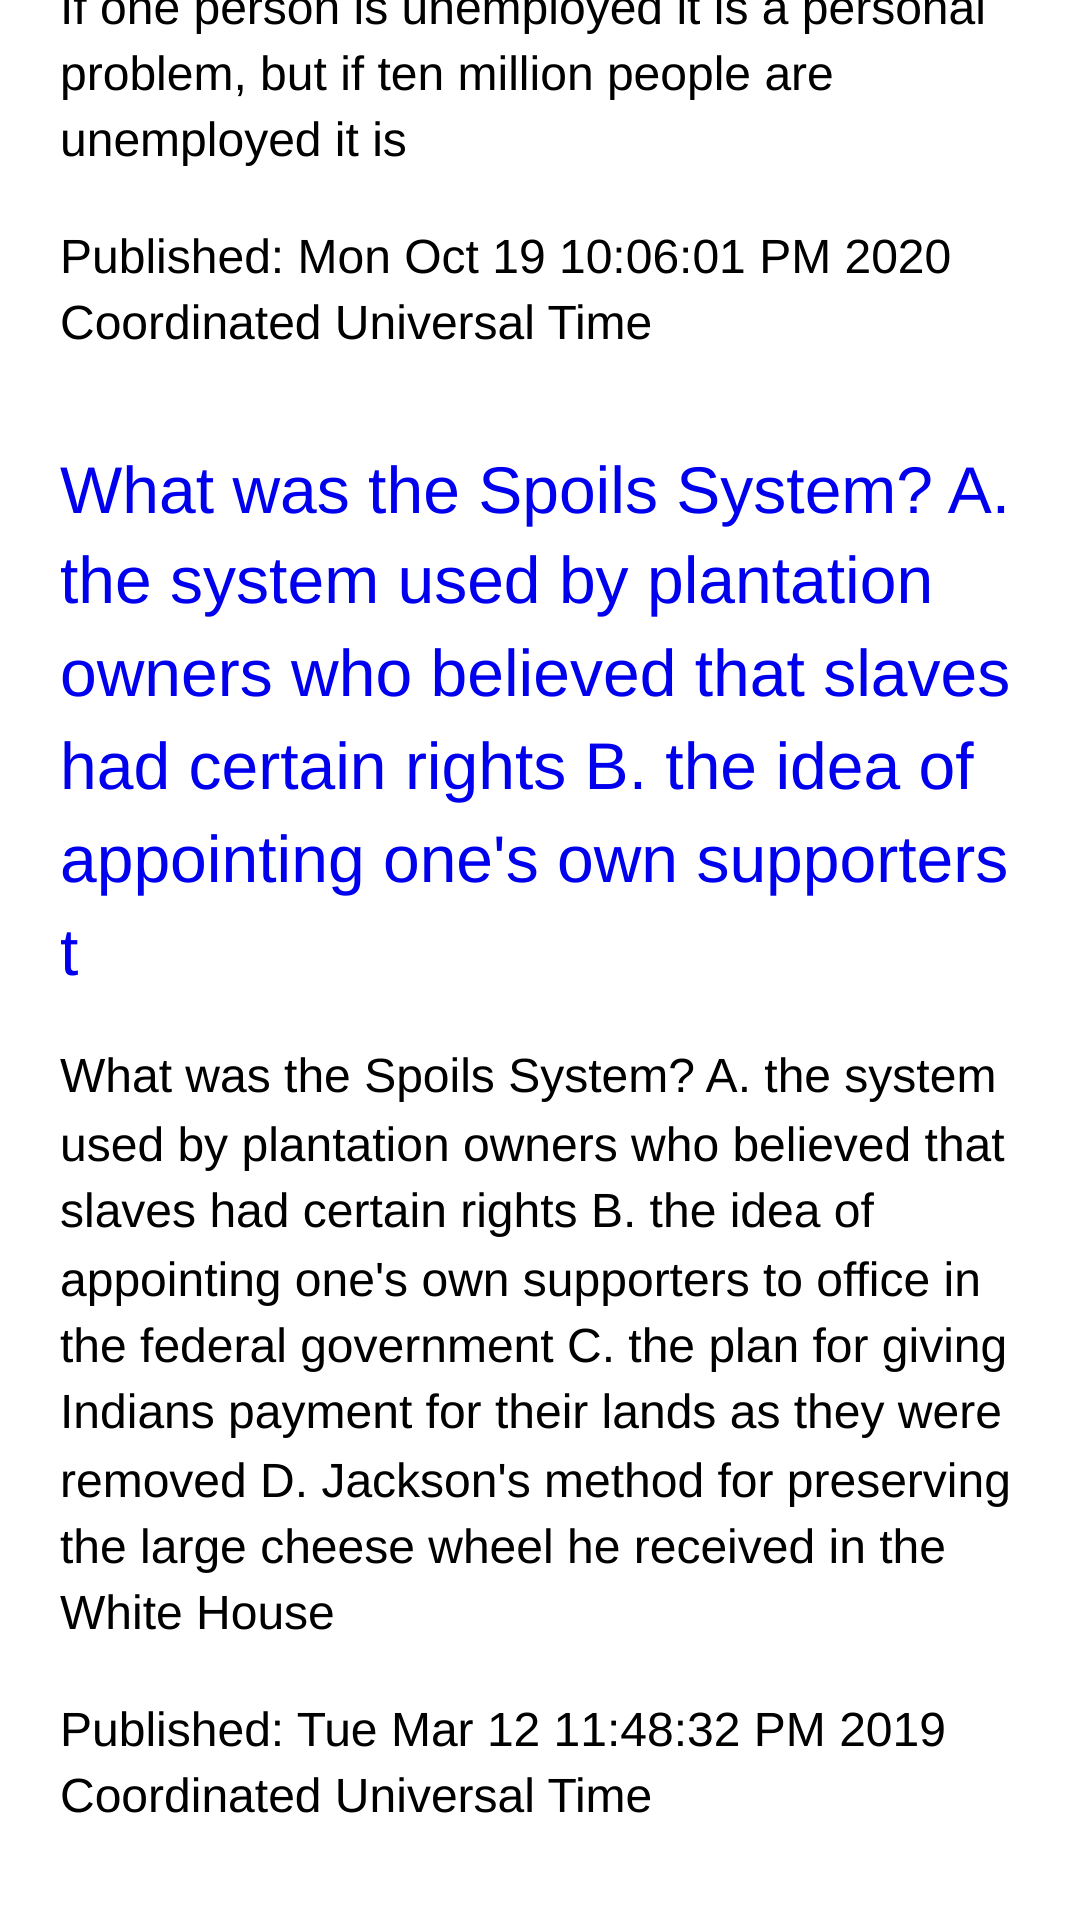 If one person is unemployed it is a personal
problem, but if ten million people are
unemployed it is
Published: Mon Oct 19 10:06:01 PM 2020
Coordinated Universal Time
What was the Spoils System? A.
the system used by plantation
owners who believed that slaves
had certain rights B. the idea of
appointing one's own supporters
t
What was the Spoils System? A. the system
used by plantation owners who believed that
slaves had certain rights B. the idea of
appointing one's own supporters to office in
the federal government C. the plan for giving
Indians payment for their lands as they were
removed D. Jackson's method for preserving
the large cheese wheel he received in the
White House
Published: Tue Mar 12 11:48:32 PM 2019
Coordinated Universal Time